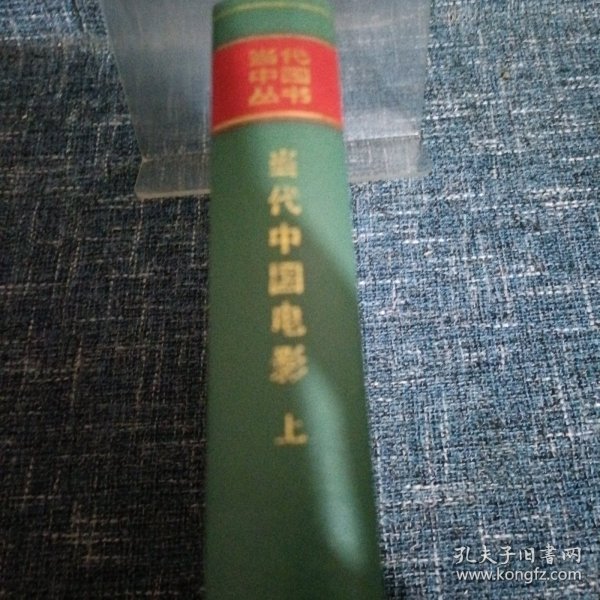 当代
中国
丛书
当代中国电影 上
孔夫子旧書网
www.kongfz.com